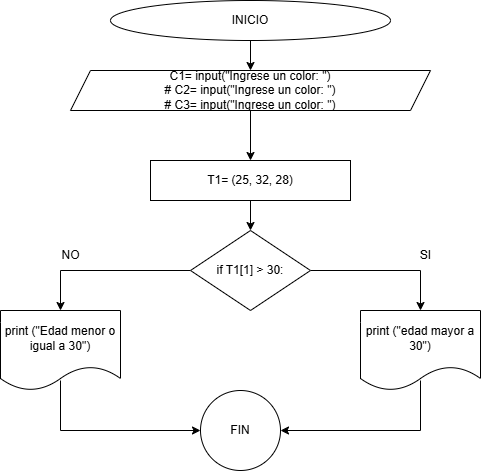 INICIO
C1= input("Ingrese un color: ")
# C2= input("Ingrese un color: ")
# C3= input("Ingrese un color: ")
T1= (25, 32, 28)
NO
SI
if T1[1] > 30:
print ("Edad menor o
igual a 30")
print ("edad mayor a
30")
FIN